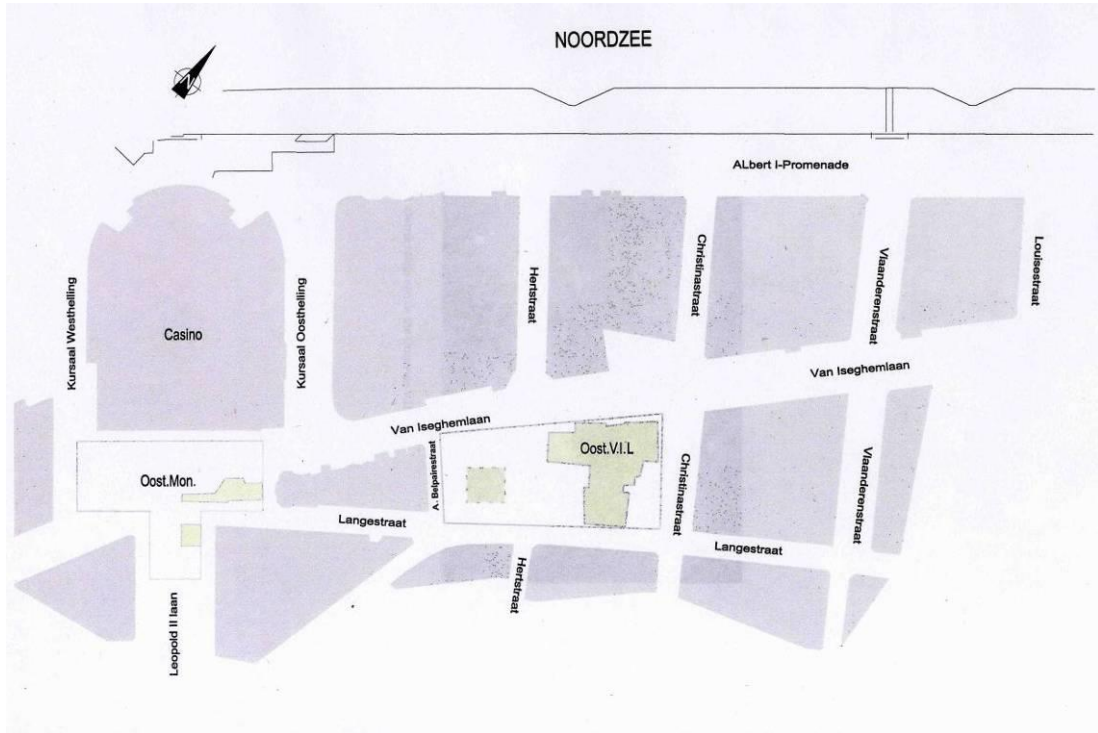 NOORDZEE
N
ALbert I-Promenade
Kursaal Westhelling
Casino
Kursaal Oosthelling
Hertstraat
Christinastraat
Vlaanderenstraat
Louisestraat
Van Iseghemlaan
Van Iseghemlaan
Oost.Mon.
A. Belpairestraat
Oost.V.I.L
Christinastraat
Vlaanderenstraat
Langestraat
Langestraat
Hertstraat
Leopold II laan